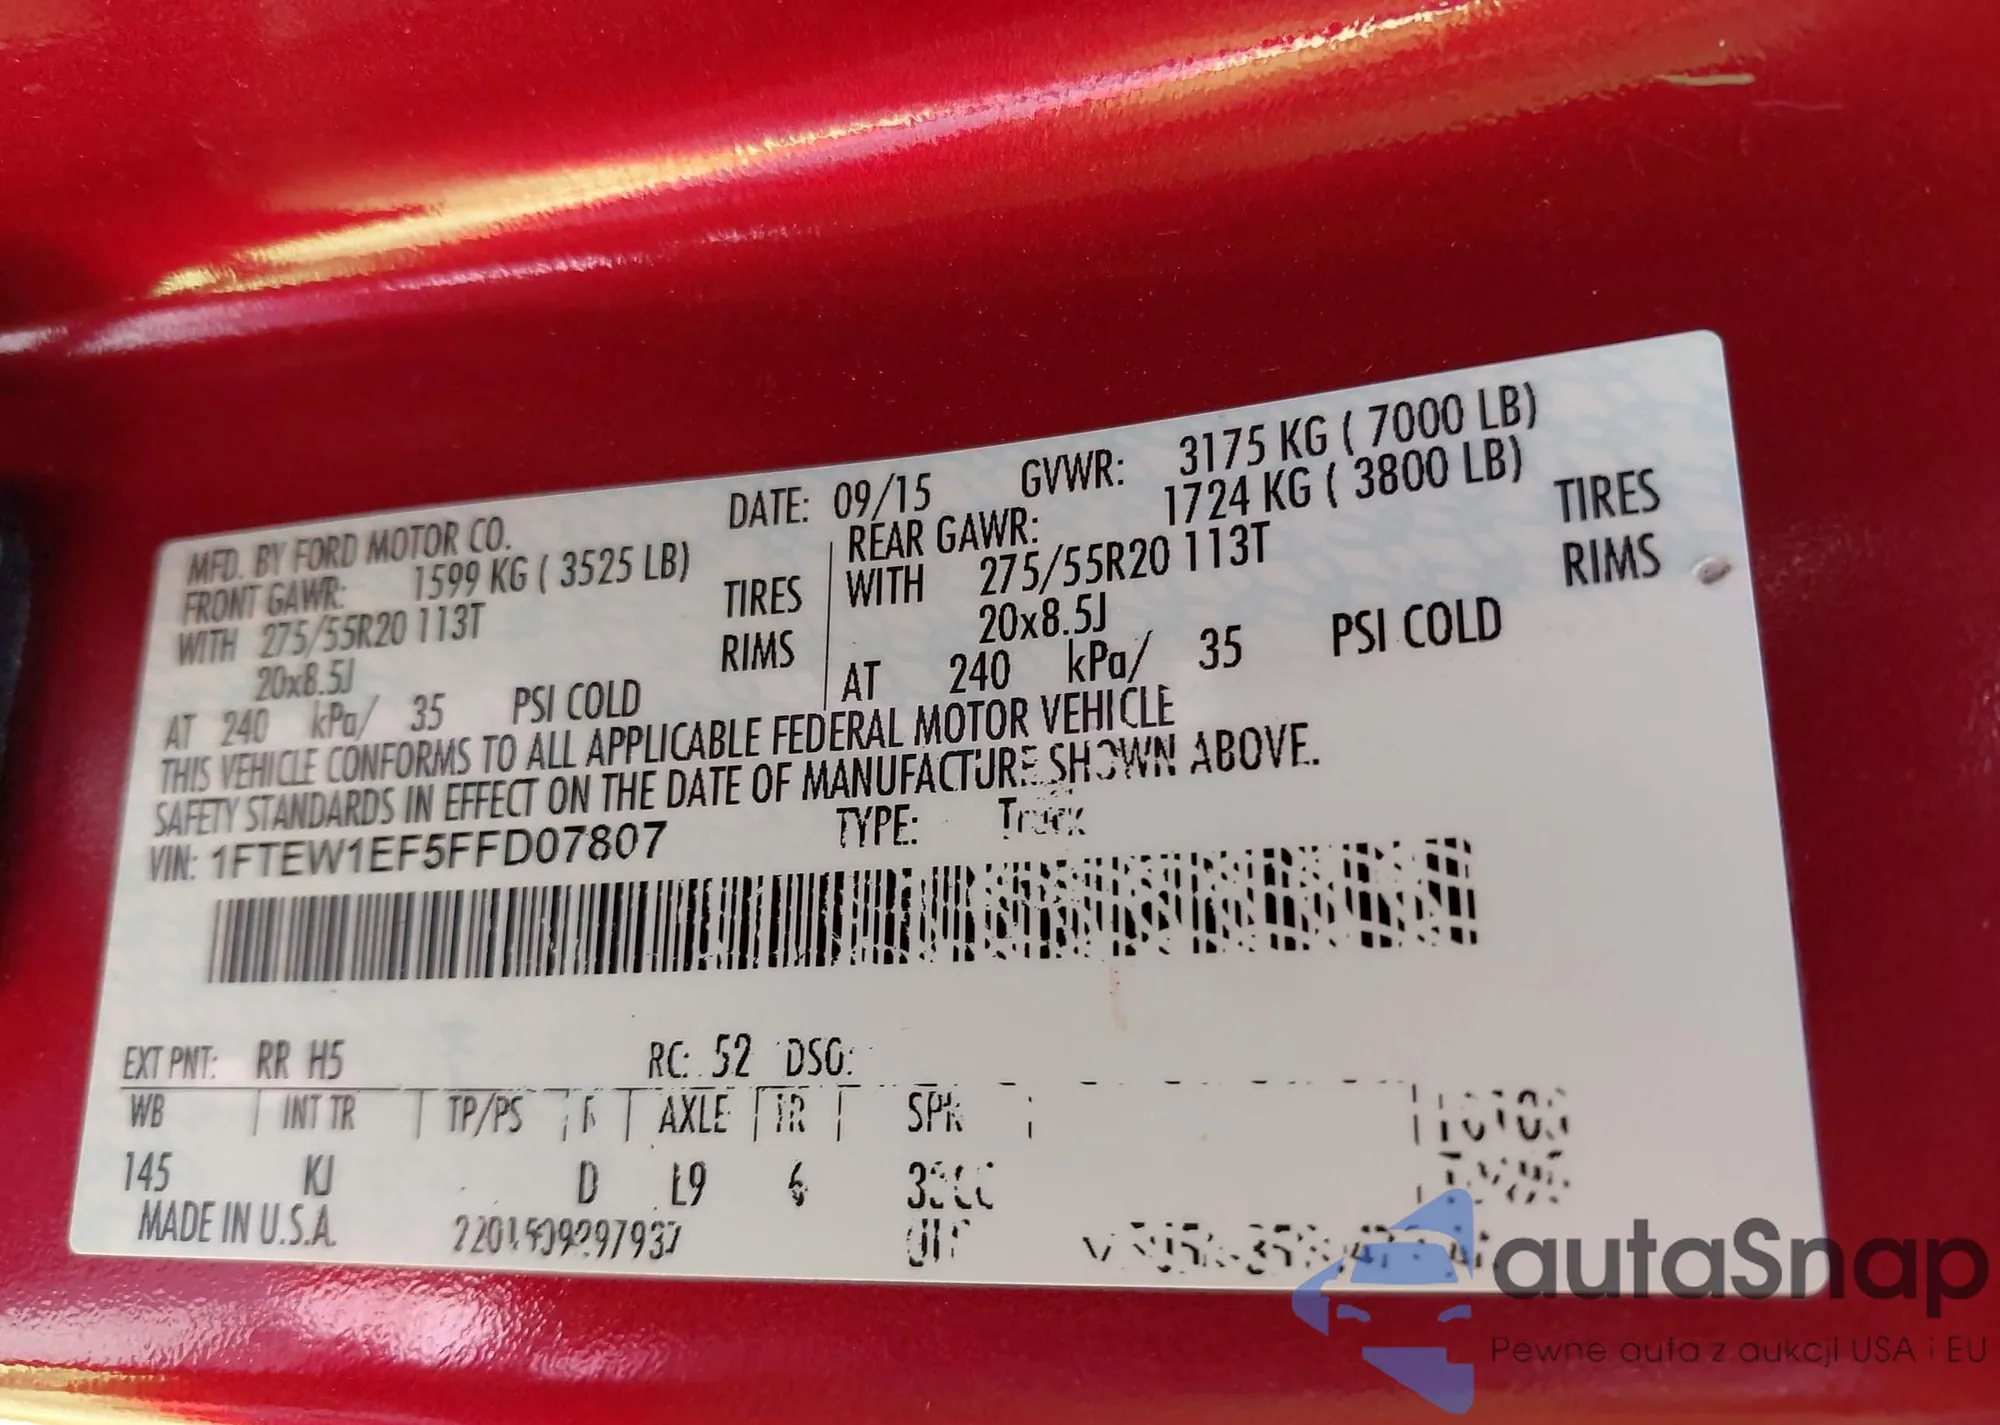 MFD. BY FORD MOTOR CO. DATE: 09/15 GVWR: 3175 KG ( 7000 LB)
FRONT GAWR: 1599 KG ( 3525 LB) REAR GAWR: 1724 KG ( 3800 LB)
WITH 275/55R20 113T TIRES WITH 275/55R20 113T TIRES
20x8.5J RIMS 20x8.5J RIMS
AT 240 kPa/ 35 PSI COLD AT 240 kPa/ 35 PSI COLD
THIS VEHICLE CONFORMS TO ALL APPLICABLE FEDERAL MOTOR VEHICLE
SAFETY STANDARDS IN EFFECT ON THE DATE OF MANUFACTURE SHOWN ABOVE.
VIN: 1FTEW1EF5FFD07807 TYPE: Truck
EXT PNT: RR H5 RC: 52 DSO:
WB INT TR TP/PS R AXLE TR SPR
145 KJ D L9 6
MADE IN U.S.A.
autaSnap
Pewne auta z aukcji USA i EU